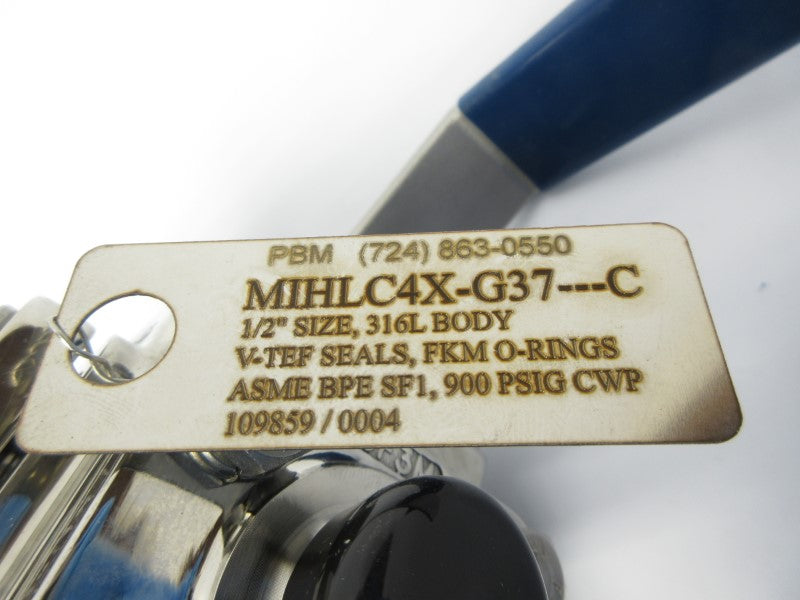 PBM (724) 863-0550
MIHLC4X-G37---C
1/2" SIZE, 316L BODY
V-TEF SEALS, FKM O-RINGS
ASME BPE SF1, 900 PSIG CWP
109859 / 0004